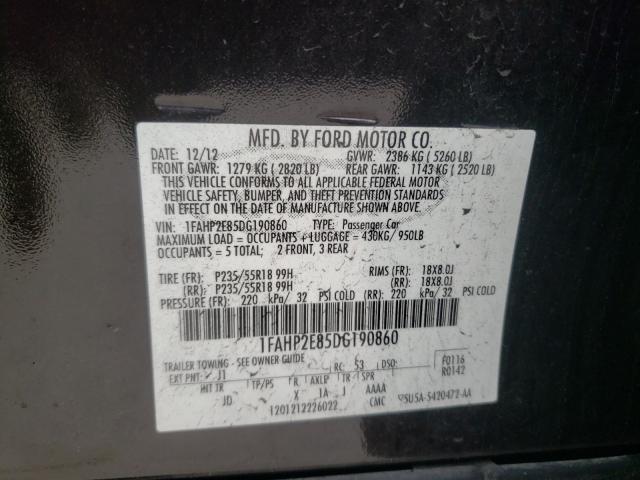 MFD. BY FORD MOTOR CO.
DATE: 12/12 GVWR: 2386 KG ( 5260 LB)
FRONT GAWR: 1279 KG ( 2820 LB) REAR GAWR: 1143 KG ( 2520 LB)
THIS VEHICLE CONFORMS TO ALL APPLICABLE FEDERAL MOTOR
VEHICLE SAFETY, BUMPER, AND THEFT PREVENTION STANDARDS
IN EFFECT ON THE DATE OF MANUFACTURE SHOWN ABOVE.
VIN: 1FAHP2E85DG190860 TYPE: Passenger Car
MAXIMUM LOAD = OCCUPANTS + LUGGAGE = 430KG/ 950LB
OCCUPANTS = 5 TOTAL; 2 FRONT, 3 REAR
TIRE (FR): P235/55R18 99H RIMS (FR): 18X8.0J
(RR): P235/55R18 99H (RR): 18X8.0J
PRESSURE (FR): 220 kPa/ 32 PSI COLD (RR): 220 kPa/ 32 PSI COLD
1FAHP2E85DG190860
TRAILER TOWING - SEE OWNER GUIDE
EXT PNT: J1 RC: 53 DSO: F0116
R0142
INT TR TP/PS R AXLE TR SPR
JD X 1A J AAAA
1201212226022 CMC